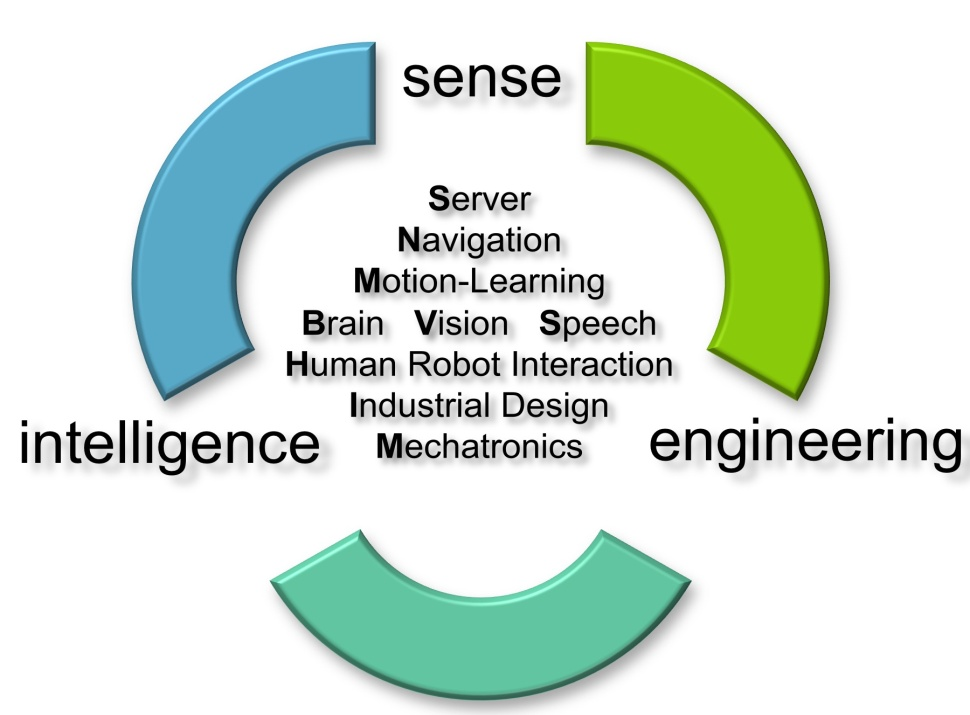 sense
Server
Navigation
Motion-Learning
Brain Vision Speech
Human Robot Interaction
Industrial Design
intelligence Mechatronics engineering